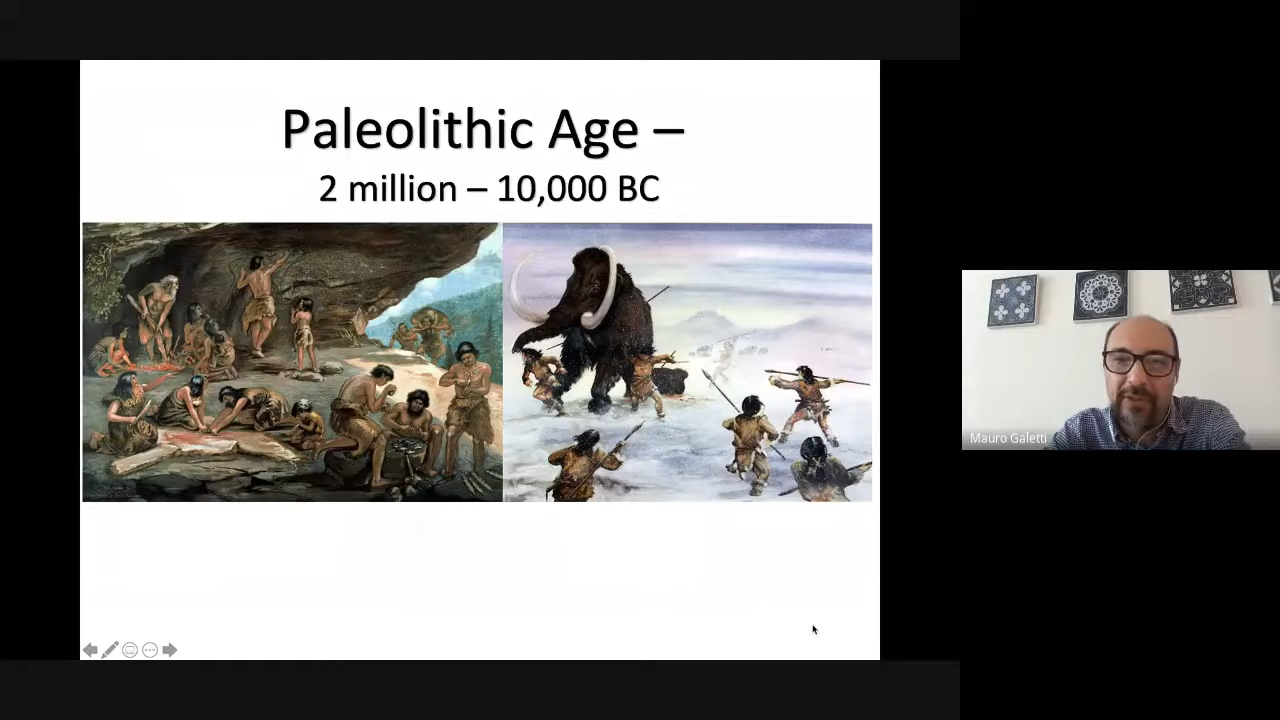 Paleolithic Age –
2 million – 10,000 BC
Mauro Galetti